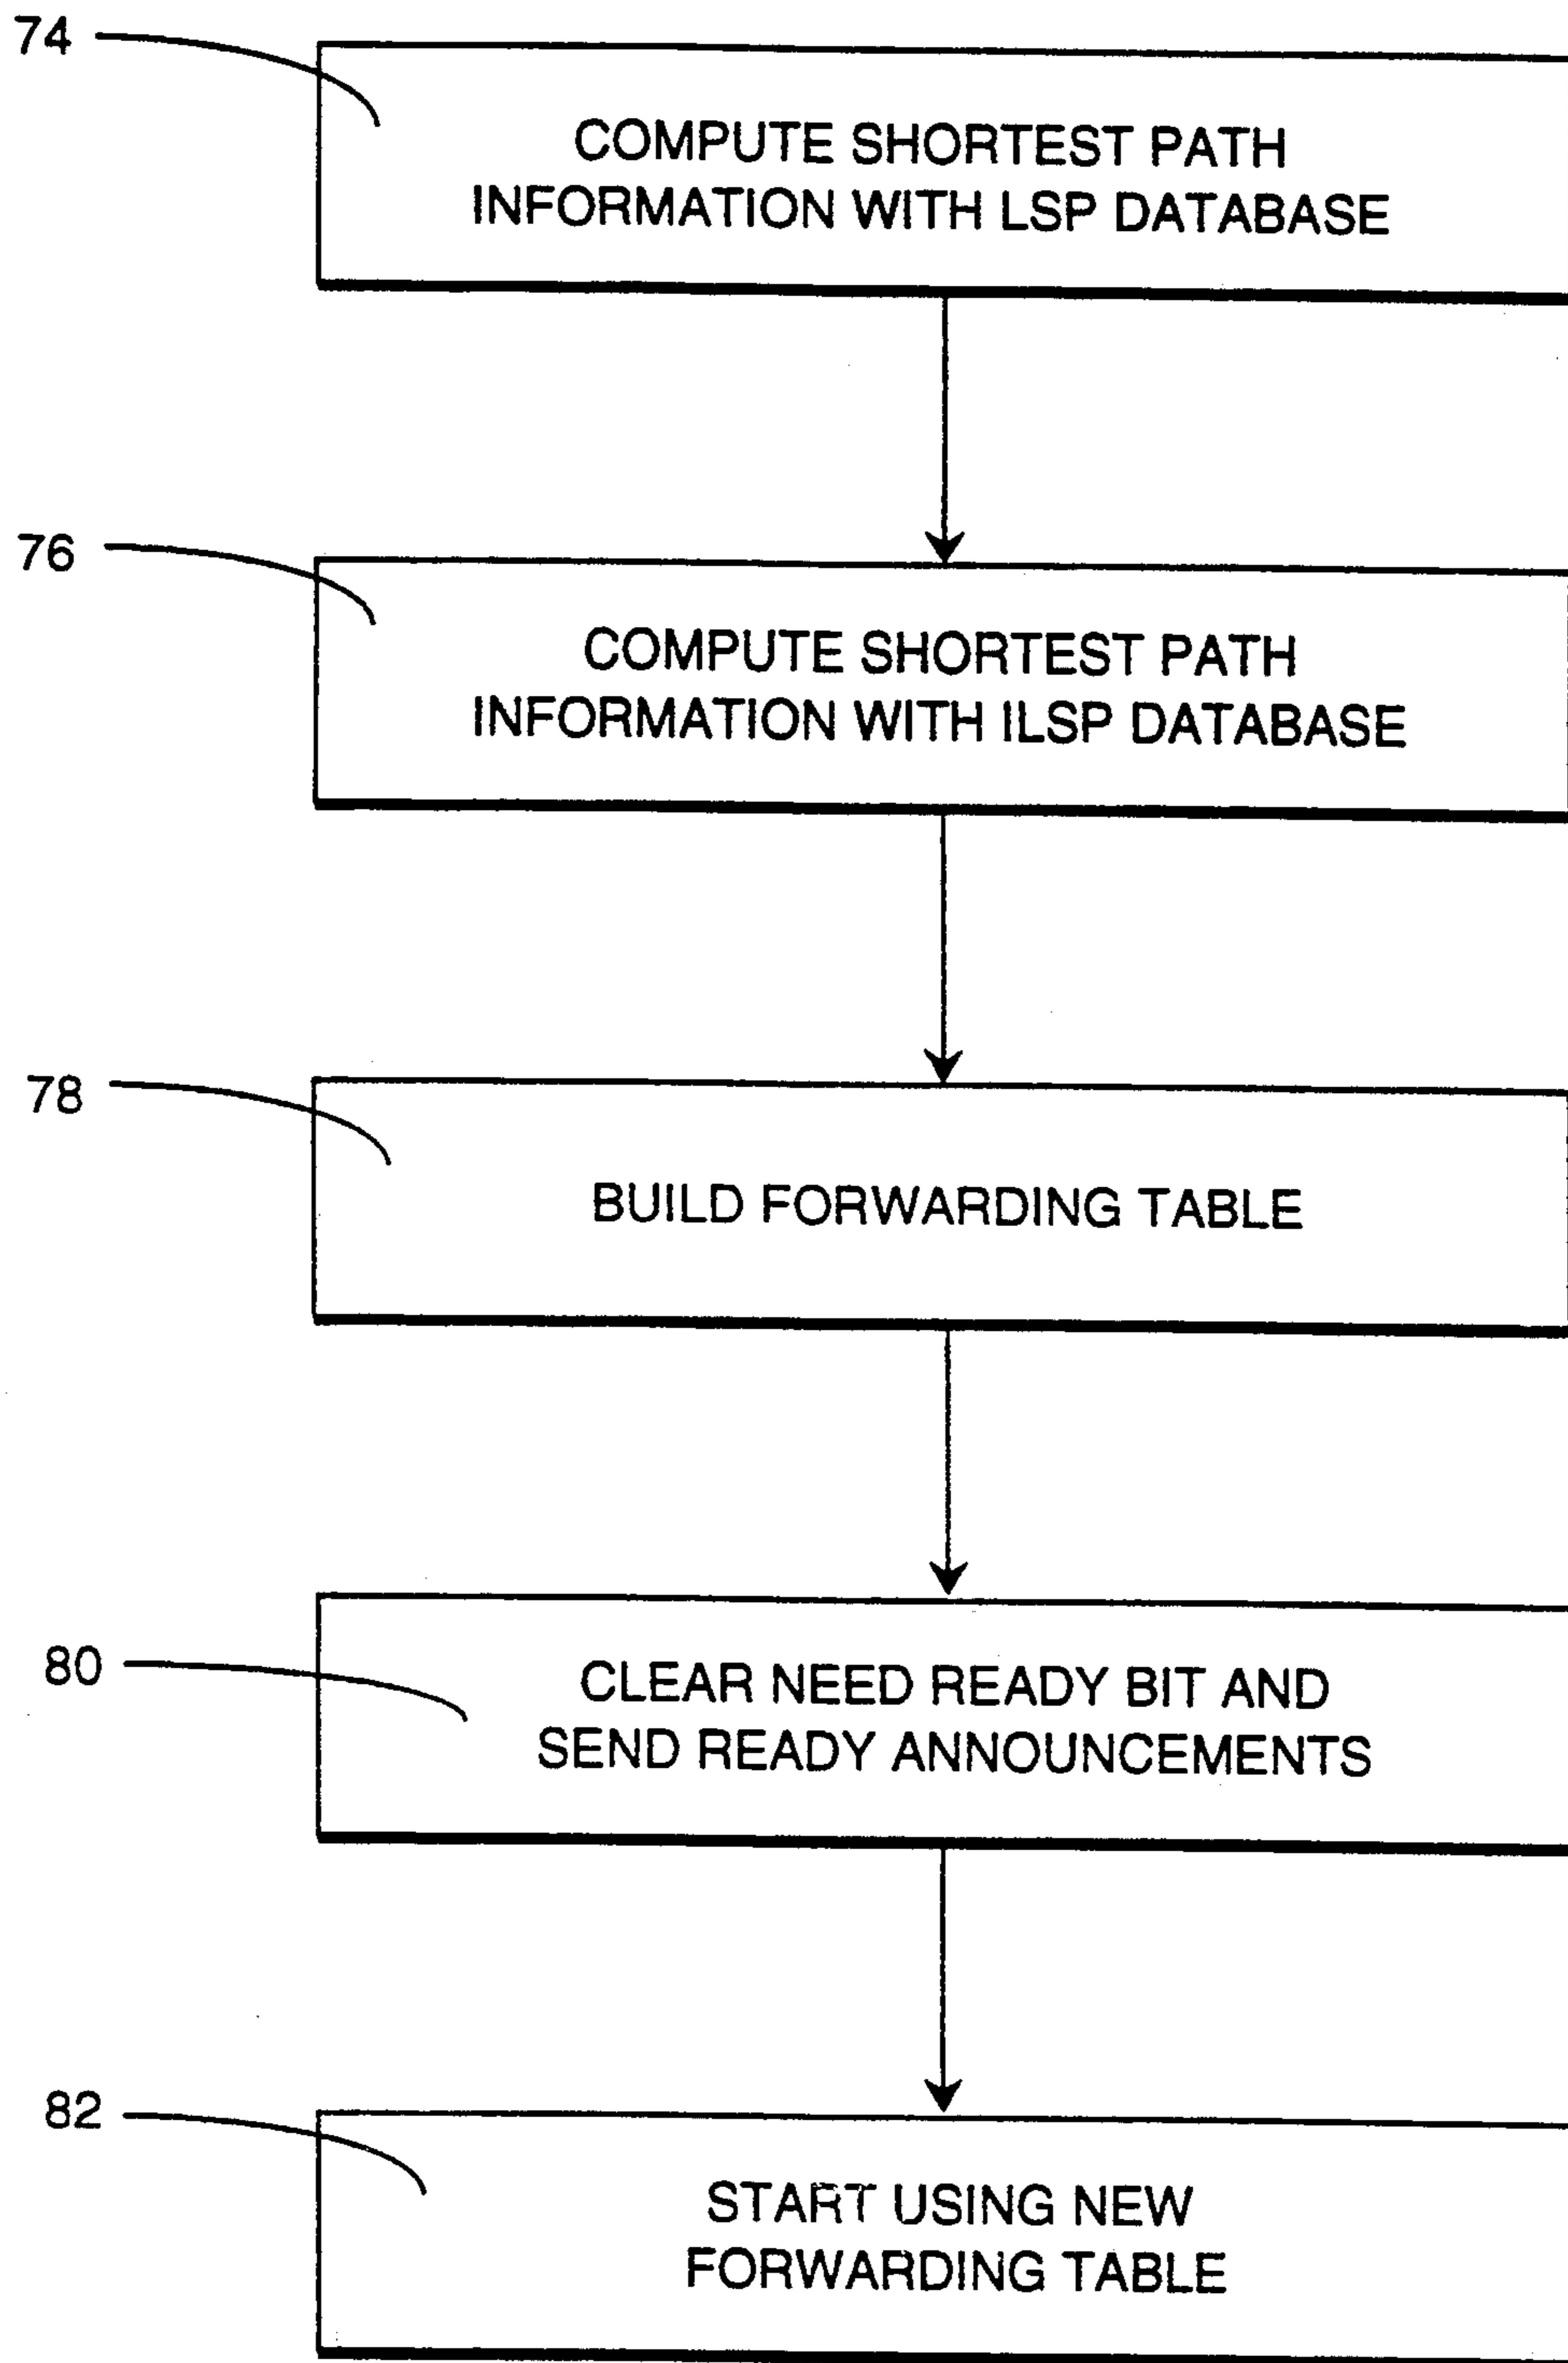 74
COMPUTE SHORTEST PATH
INFORMATION WITH LSP DATABASE
76
COMPUTE SHORTEST PATH
INFORMATION WITH ILSP DATABASE
78
BUILD FORWARDING TABLE
80
CLEAR NEED READY BIT AND
SEND READY ANNOUNCEMENTS
82
START USING NEW
FORWARDING TABLE